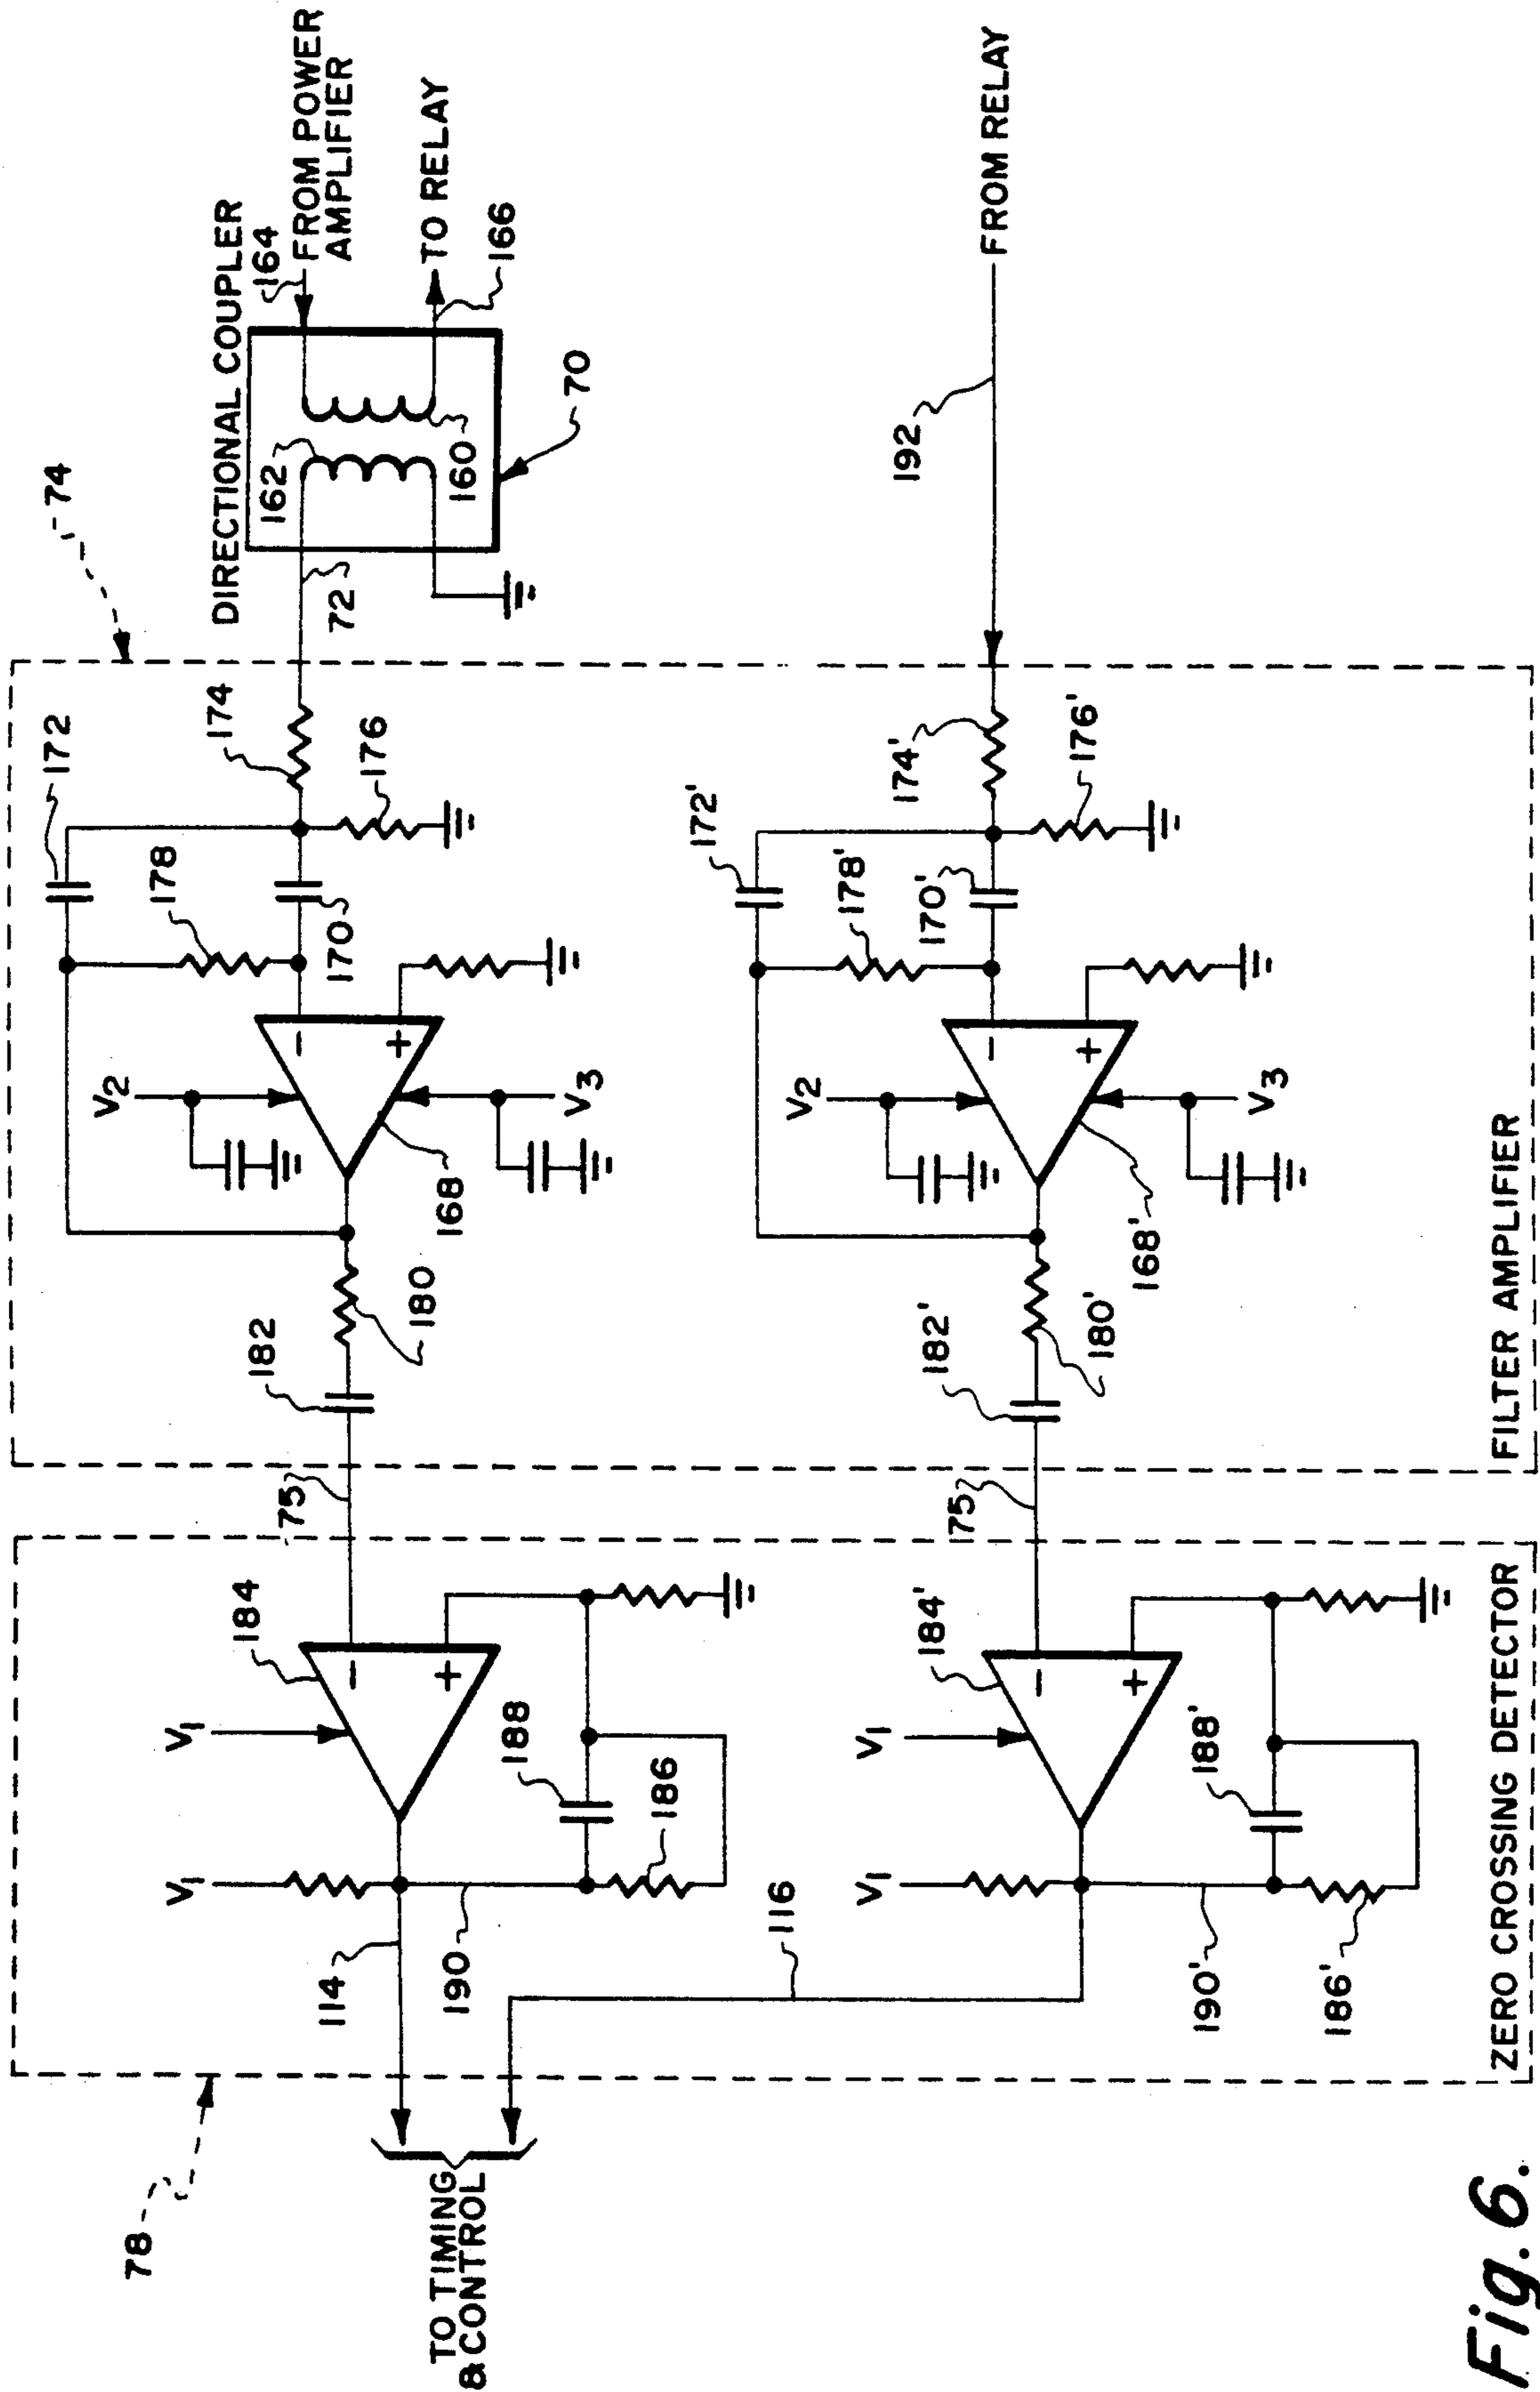 78
TO TIMING
& CONTROL
114
116
V1
V1
184
190
188
186
V1
V1
184'
190'
188'
186'
ZERO CROSSING DETECTOR
75
75
74
182
180
168
V2
V3
178
172
170
174
176
182'
180'
168'
V2
V3
178'
172'
170'
174'
176'
FILTER AMPLIFIER
DIRECTIONAL COUPLER
72
162
160
70
164
FROM POWER
AMPLIFIER
TO RELAY
166
192
FROM RELAY
Fig. 6.